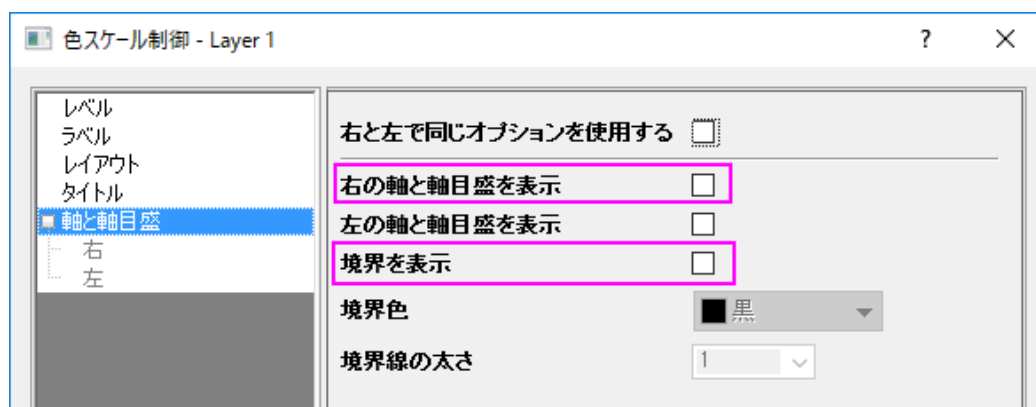 色スケール制御 - Layer 1
?
レベル
ラベル
レイアウト
タイトル
軸と軸目盛
右
左
右と左で同じオプションを使用する
右の軸と軸目盛を表示
左の軸と軸目盛を表示
境界を表示
境界色
黒
境界線の太さ
1